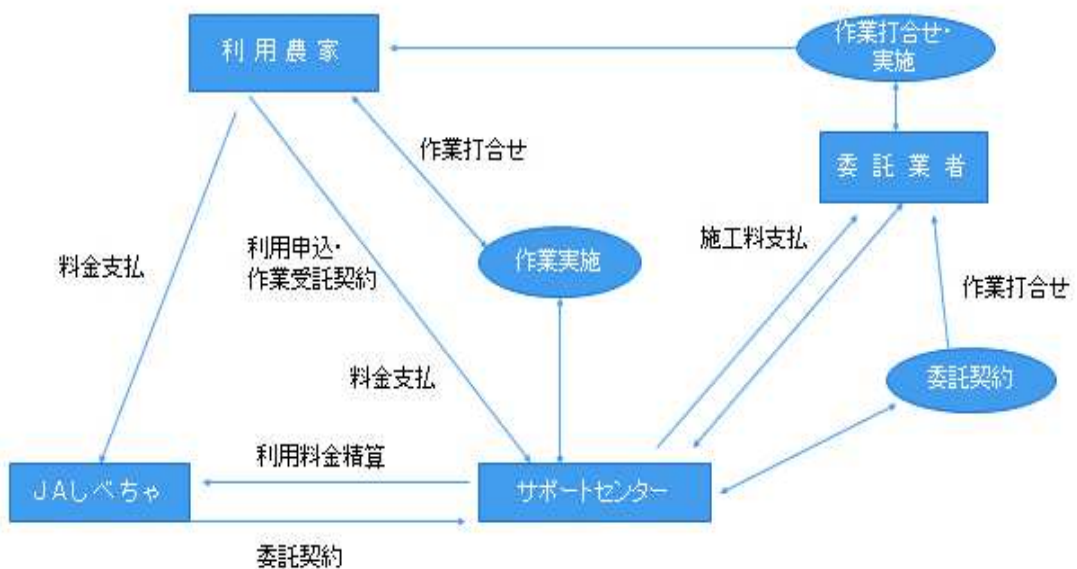 利用農家
作業打合せ・
実施
作業打合せ
委託業者
施工料支払
利用申込・
作業受託契約
料金支払
作業実施
作業打合せ
料金支払
委託契約
利用料金精算
JAしべちゃ
サポートセンター
委託契約